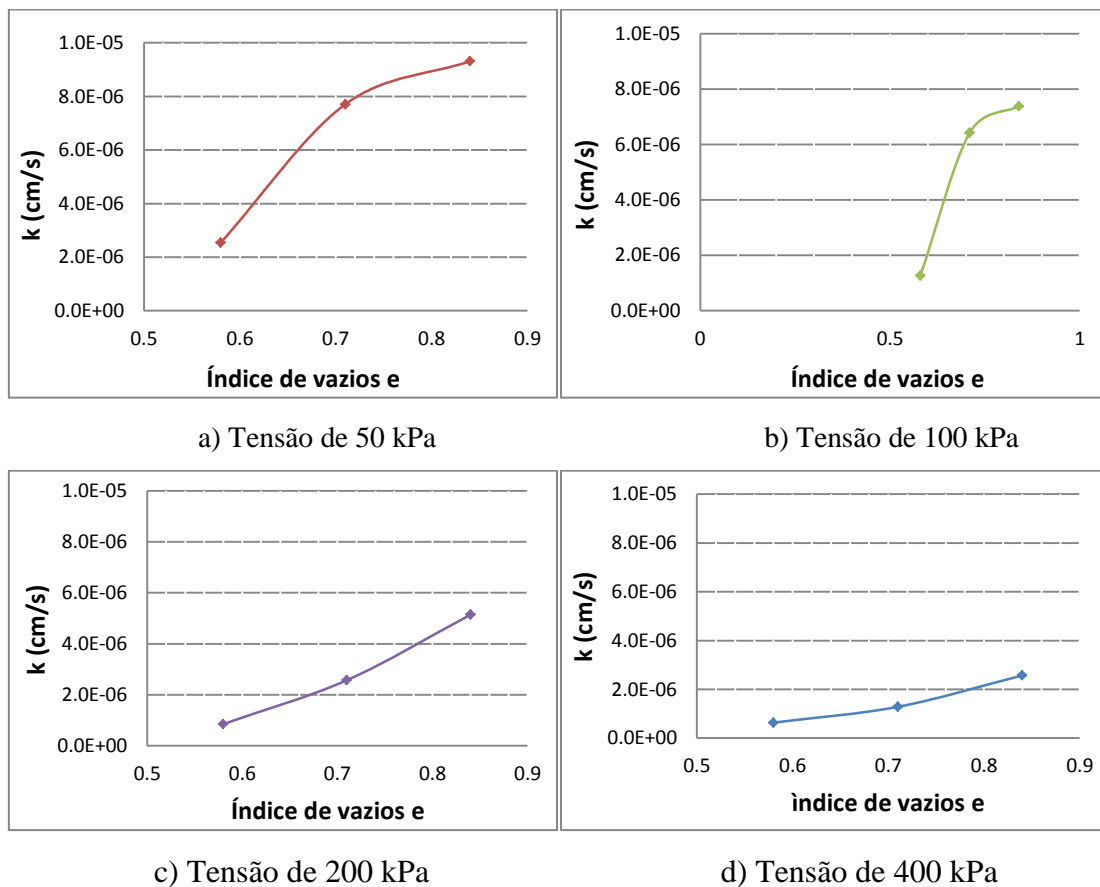 1.0E-05
8.0E-06
6.0E-06
4.0E-06
2.0E-06
0.0E+00
k (cm/s)
0.5 0.6 0.7 0.8 0.9
Índice de vazios e
a) Tensão de 50 kPa
1.0E-05
8.0E-06
6.0E-06
4.0E-06
2.0E-06
0.0E+00
k (cm/s)
0 0.5 1
Índice de vazios e
b) Tensão de 100 kPa
1.0E-05
8.0E-06
6.0E-06
4.0E-06
2.0E-06
0.0E+00
k (cm/s)
0.5 0.6 0.7 0.8 0.9
Índice de vazios e
c) Tensão de 200 kPa
1.0E-05
8.0E-06
6.0E-06
4.0E-06
2.0E-06
0.0E+00
k (cm/s)
0.5 0.6 0.7 0.8 0.9
ìndice de vazios e
d) Tensão de 400 kPa